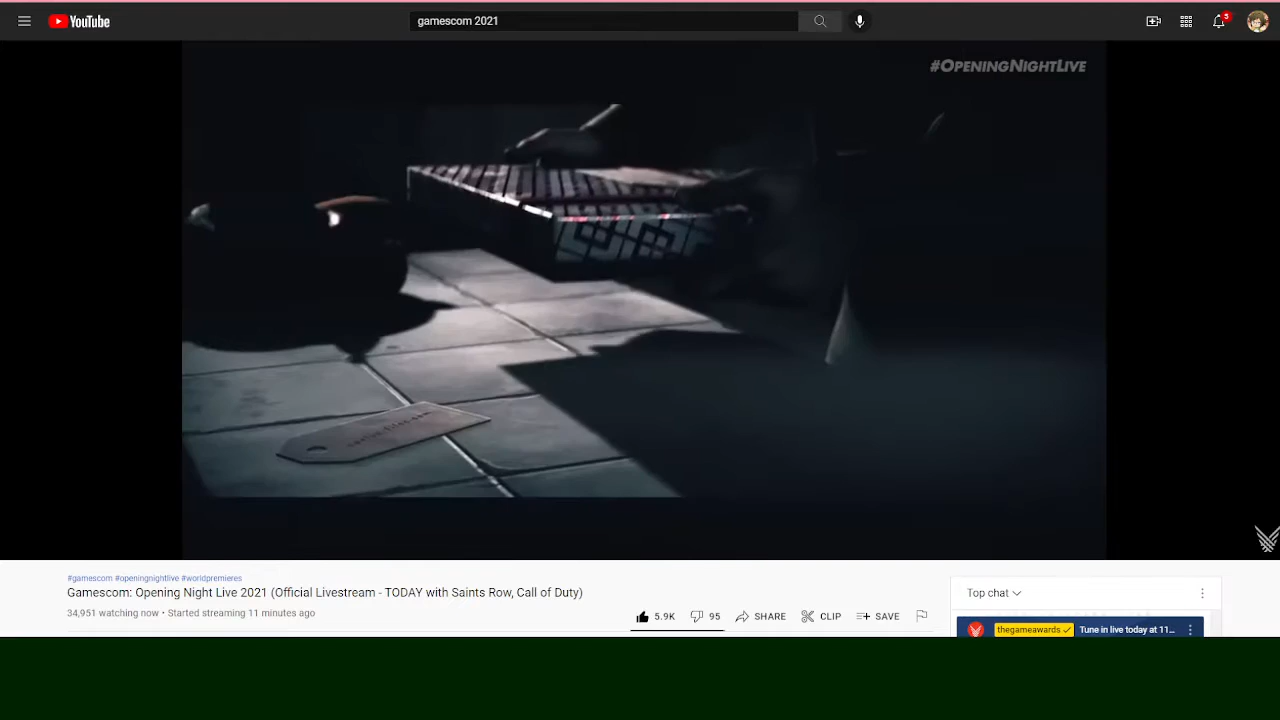 YouTube
gamescom 2021
5
#OPENINGNIGHTLIVE
#gamescom #openingnightlive #worldpremieres
Gamescom: Opening Night Live 2021 (Official Livestream - TODAY with Saints Row, Call of Duty)
34,951 watching now • Started streaming 11 minutes ago
5.9K
95
SHARE
CLIP
SAVE
Top chat
thegameawards
Tune in live today at 11...